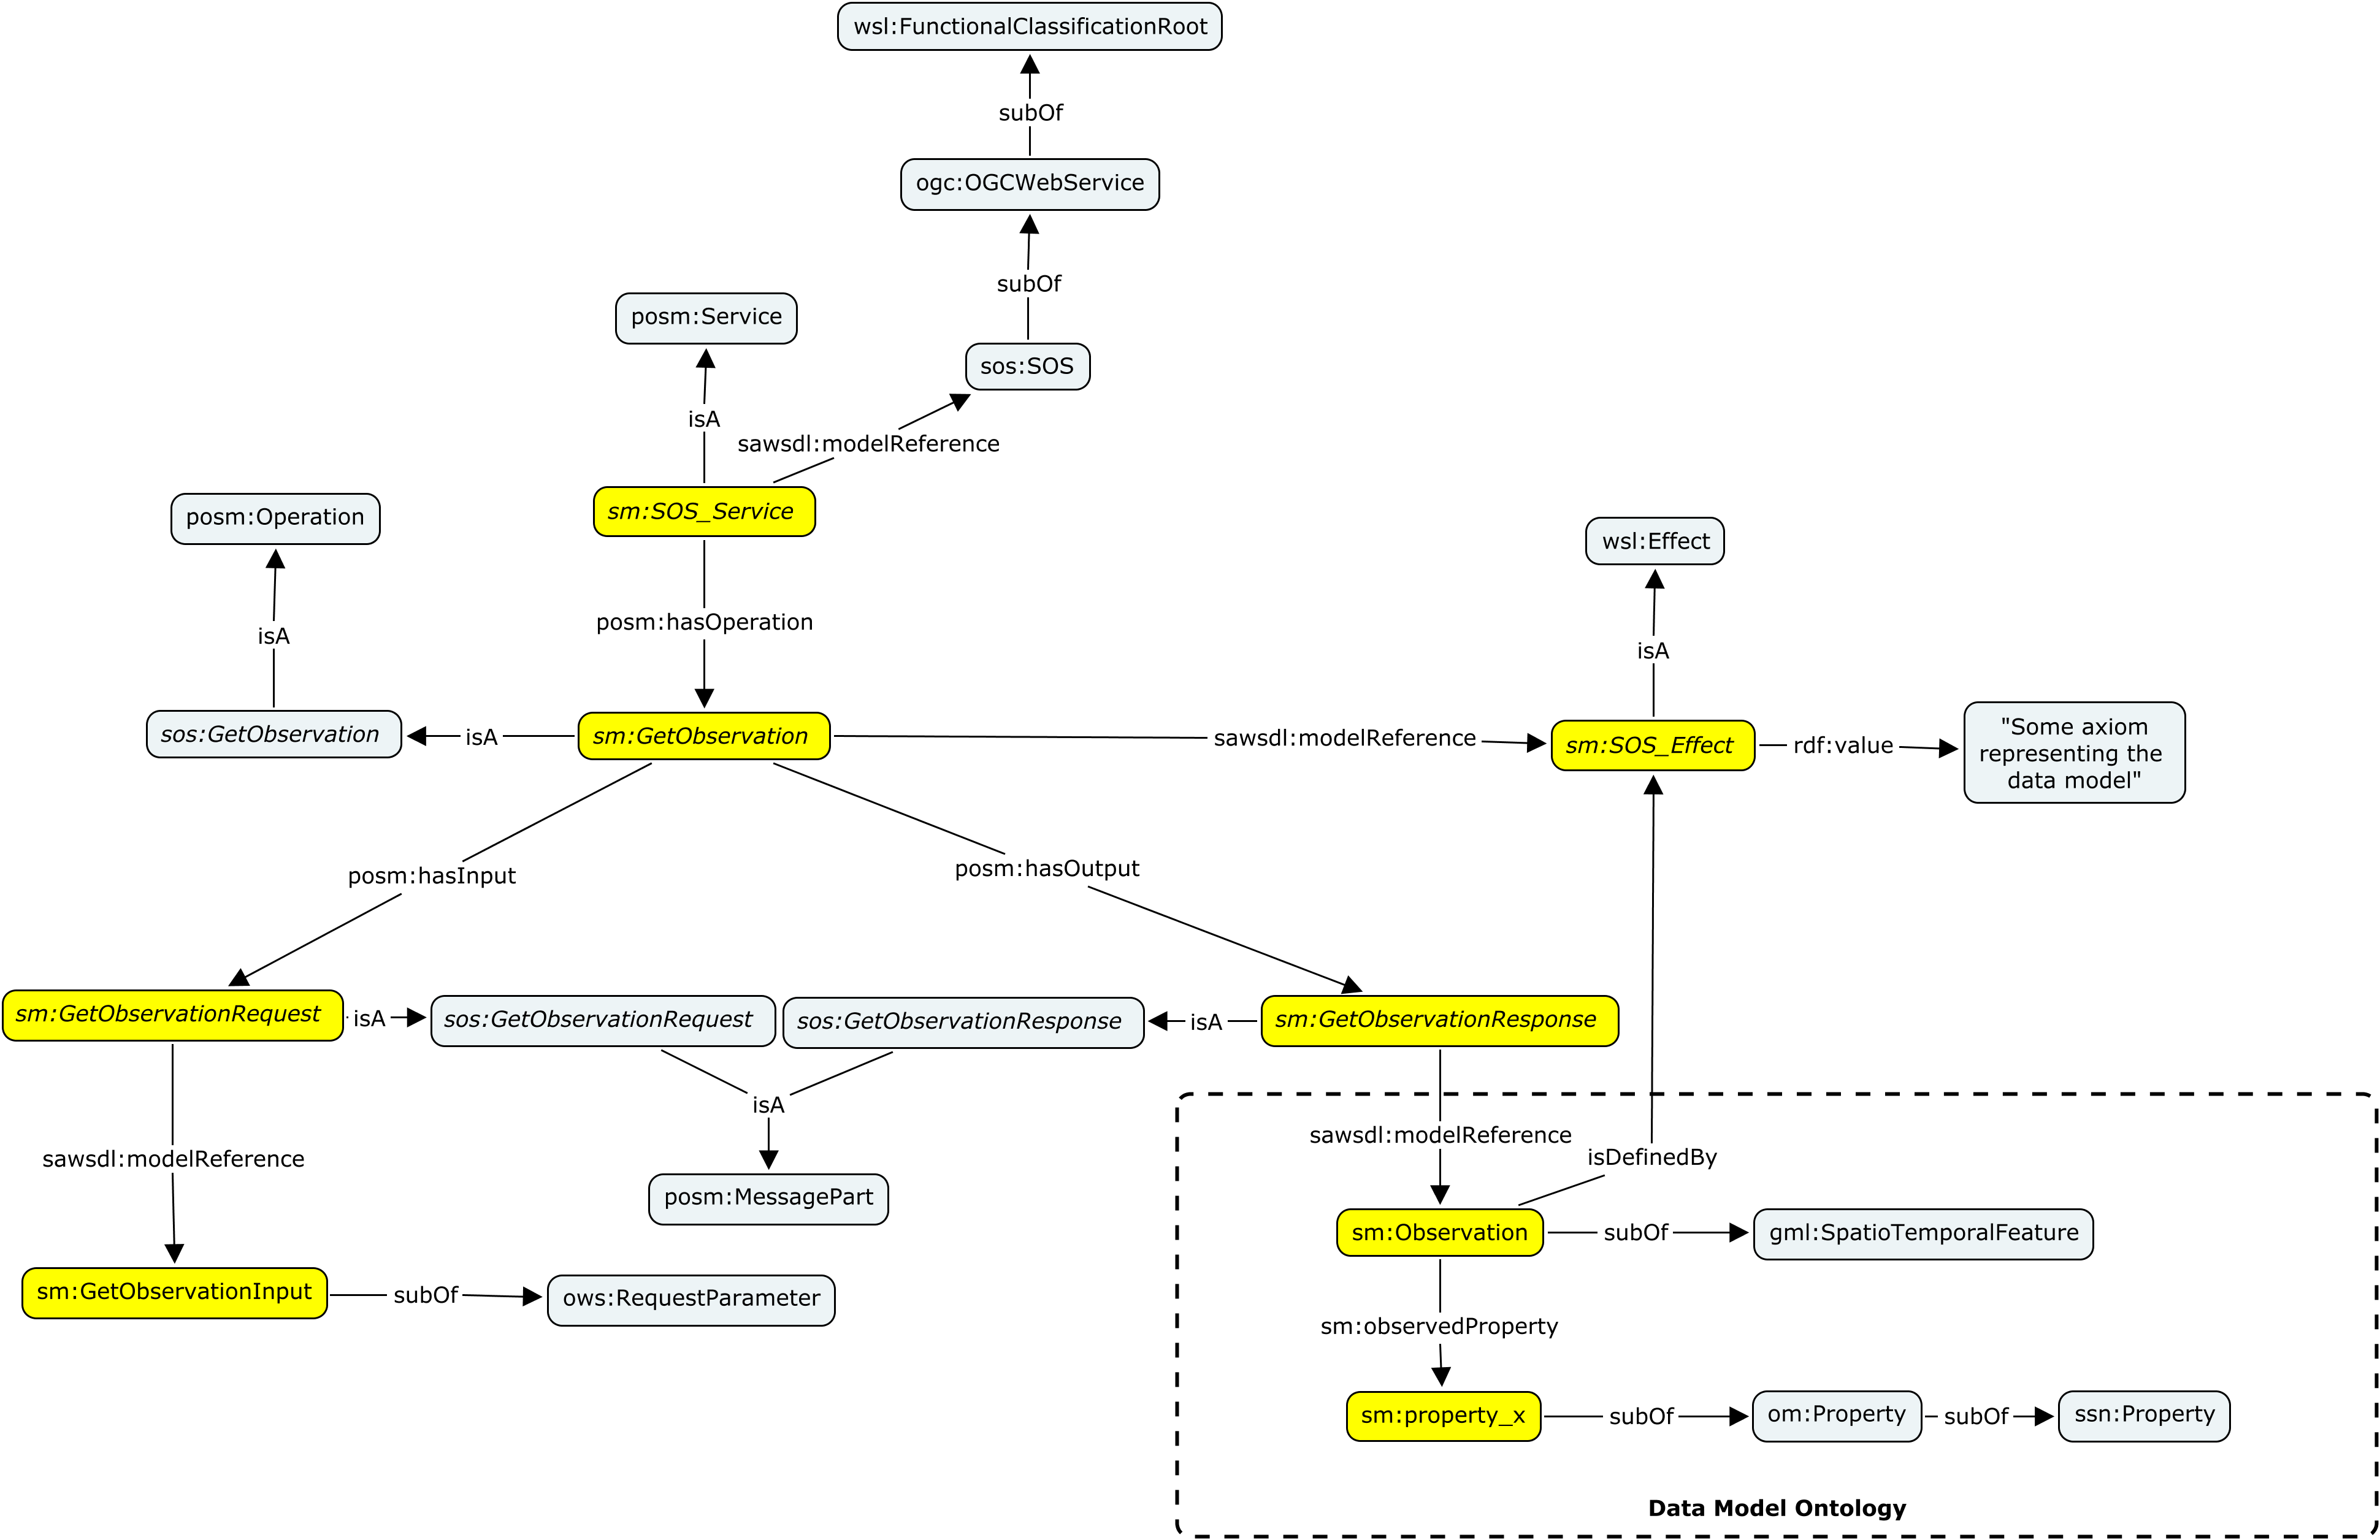 wsl:FunctionalClassificationRoot
subOf
ogc:OGCWebService
subOf
posm:Service
sos:SOS
isA
sawsdl:modelReference
sm:SOS_Service
posm:Operation
wsl:Effect
posm:hasOperation
isA
isA
sos:GetObservation
isA
sm:GetObservation
sawsdl:modelReference
sm:SOS_Effect
rdf:value
"Some axiom
representing the
data model"
posm:hasInput
posm:hasOutput
sm:GetObservationRequest
isA
sos:GetObservationRequest
sos:GetObservationResponse
isA
sm:GetObservationResponse
isA
sawsdl:modelReference
sawsdl:modelReference
isDefinedBy
posm:MessagePart
sm:Observation
subOf
gml:SpatioTemporalFeature
sm:GetObservationInput
subOf
ows:RequestParameter
sm:observedProperty
sm:property_x
subOf
om:Property
subOf
ssn:Property
Data Model Ontology